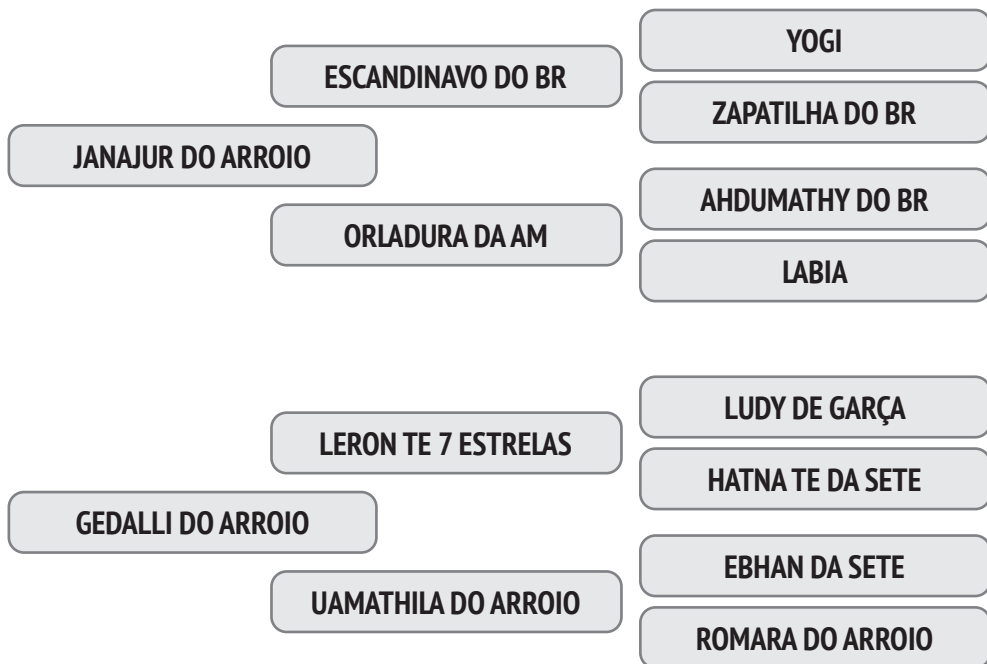 YOGI
ESCANDINAVO DO BR
ZAPATILHA DO BR
JANAJUR DO ARROIO
AHDUMATHY DO BR
ORLADURA DA AM
LABIA
LUDY DE GARÇA
LERON TE 7 ESTRELAS
HATNA TE DA SETE
GEDALLI DO ARROIO
EBHAN DA SETE
UAMATHILA DO ARROIO
ROMARA DO ARROIO